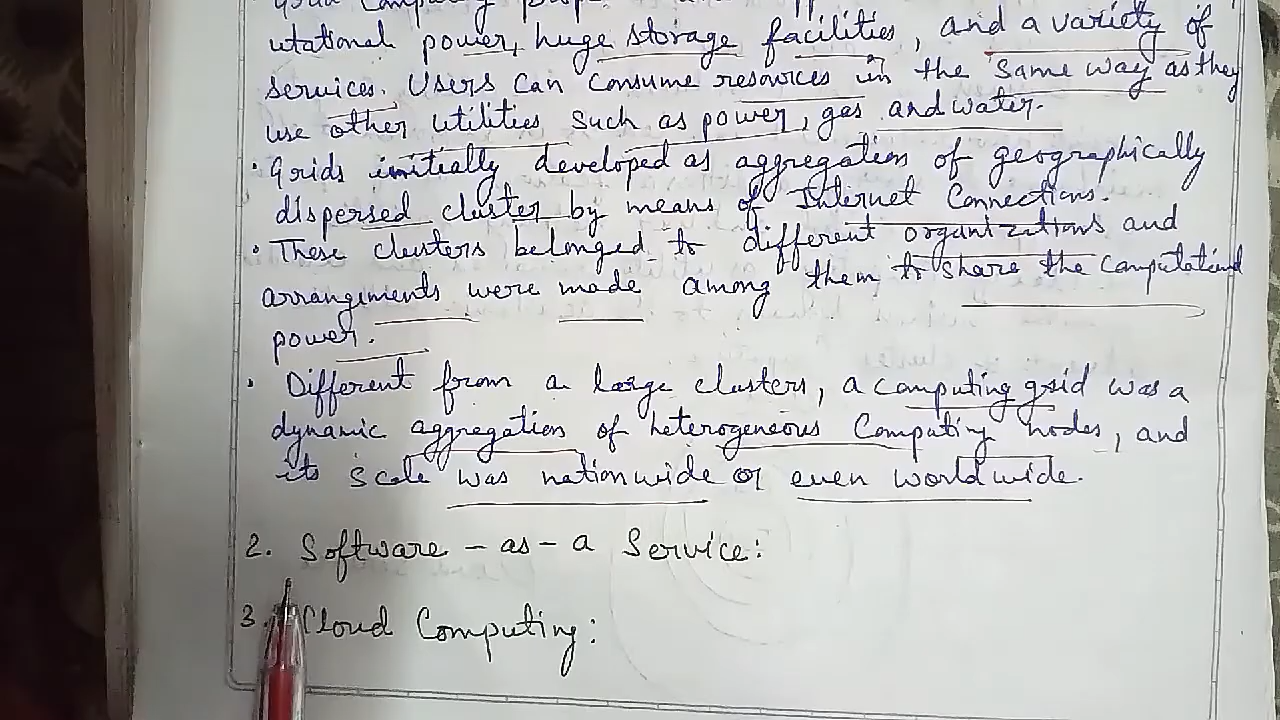 utational power, huge storage facilities, and a variety of
services. Users can consume resources in the same way as they
use other utilities such as power, gas and water.
• Grids initially developed as aggregation of geographically
dispersed cluster by means of Internet Connections.
• These clusters belonged to different organizations and
arrangements were made among them to share the computational
power.
• Different from a large clusters, a computing grid was a
dynamic aggregation of heterogeneous Computing nodes, and
its scale was nationwide or even worldwide.
2. Software - as - a Service:
3. Cloud Computing: